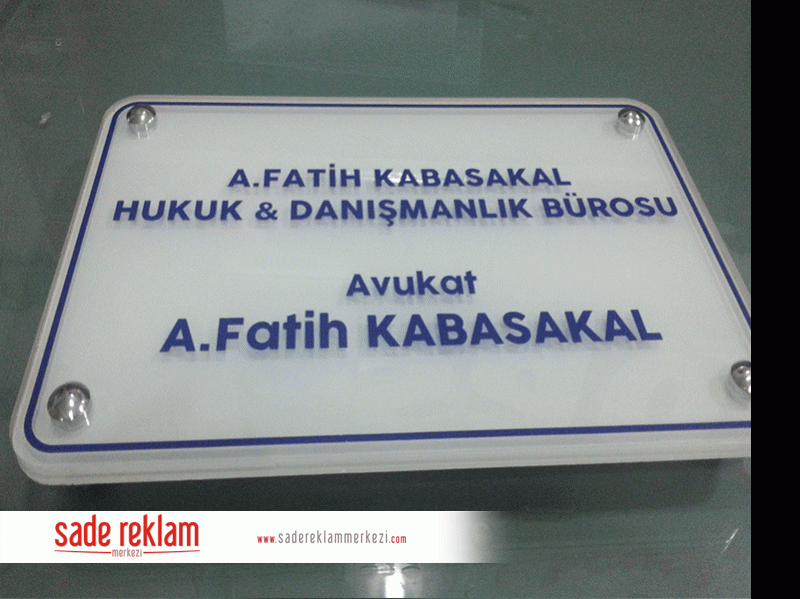 A.FATİH KABASAKAL
HUKUK & DANIŞMANLIK BÜROSU
Avukat
A.Fatih KABASAKAL
sade reklam
merkezi
www.sadereklammerkezi.com